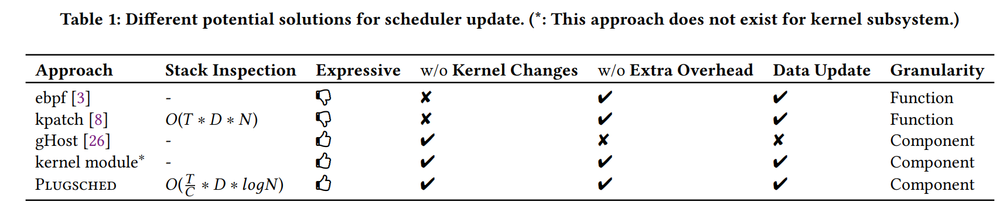 Table 1: Different potential solutions for scheduler update. (*: This approach does not exist for kernel subsystem.)
Approach Stack Inspection Expressive w/o Kernel Changes w/o Extra Overhead Data Update Granularity
ebpf [3] - 👎 ✘ ✔ ✔ Function
kpatch [8] O(T ∗ D ∗ N) 👎 ✘ ✔ ✔ Function
gHost [26] - 👍 ✔ ✘ ✘ Component
kernel module* - 👍 ✔ ✔ ✔ Component
PLUGSCHED O(T/C ∗ D ∗ logN) 👍 ✔ ✔ ✔ Component